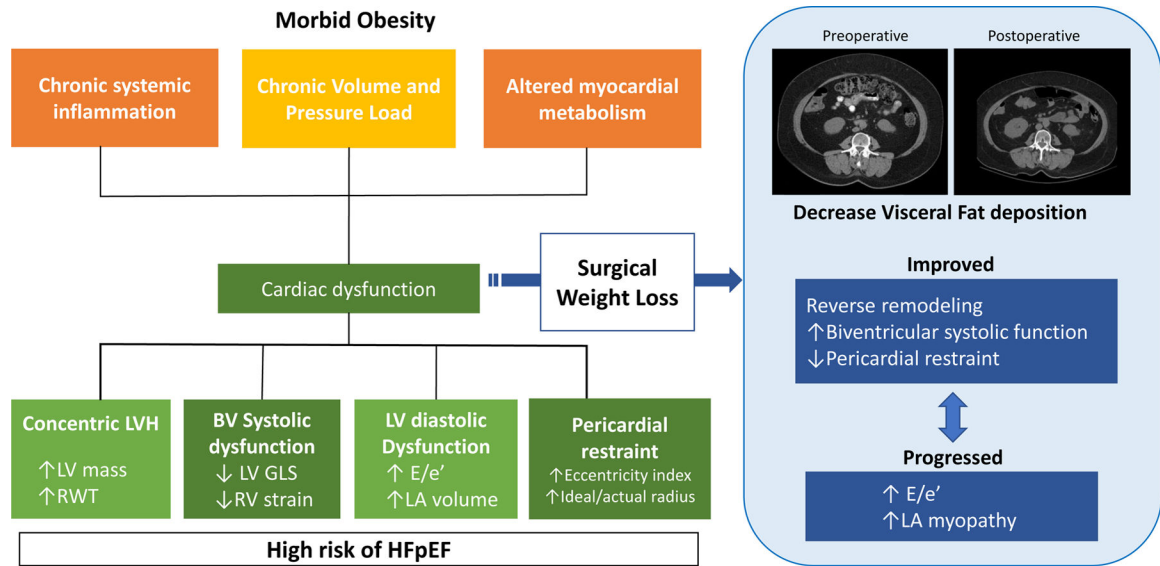 Morbid Obesity
Chronic systemic
inflammation
Chronic Volume and
Pressure Load
Altered myocardial
metabolism
Cardiac dysfunction
Surgical
Weight Loss
Concentric LVH
↑LV mass
↑RWT
BV Systolic
dysfunction
↓ LV GLS
↓RV strain
LV diastolic
Dysfunction
↑ E/e’
↑LA volume
Pericardial
restraint
↑Eccentricity index
↑Ideal/actual radius
High risk of HFpEF
Preoperative
Postoperative
Decrease Visceral Fat deposition
Improved
Reverse remodeling
↑Biventricular systolic function
↓Pericardial restraint
Progressed
↑ E/e’
↑LA myopathy